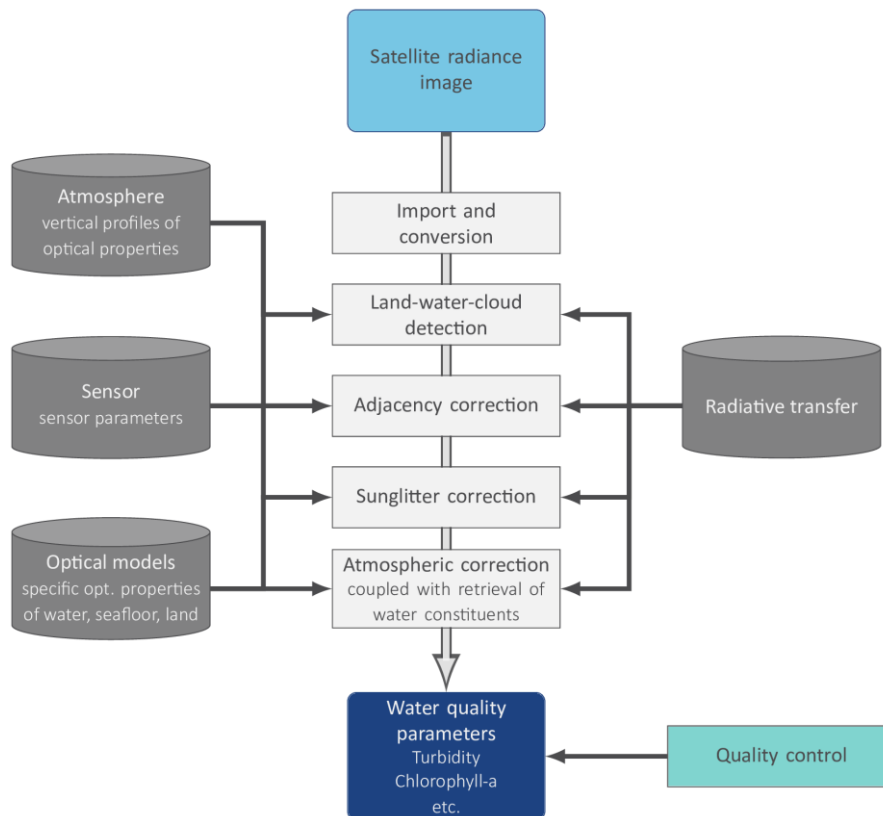 Satellite radiance
image
Atmosphere
vertical profiles of
optical properties
Import and
conversion
Land-water-cloud
detection
Sensor
sensor parameters
Adjacency correction
Radiative transfer
Sunglitter correction
Optical models
specific opt. properties
of water, seafloor, land
Atmospheric correction
coupled with retrieval of
water constituents
Water quality
parameters
Turbidity
Chlorophyll-a
etc.
Quality control